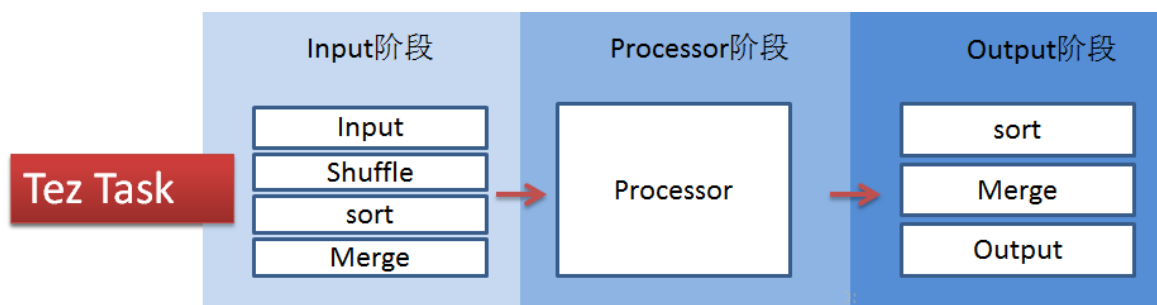 Tez Task
Input阶段
Input
Shuffle
sort
Merge
Processor阶段
Processor
Output阶段
sort
Merge
Output